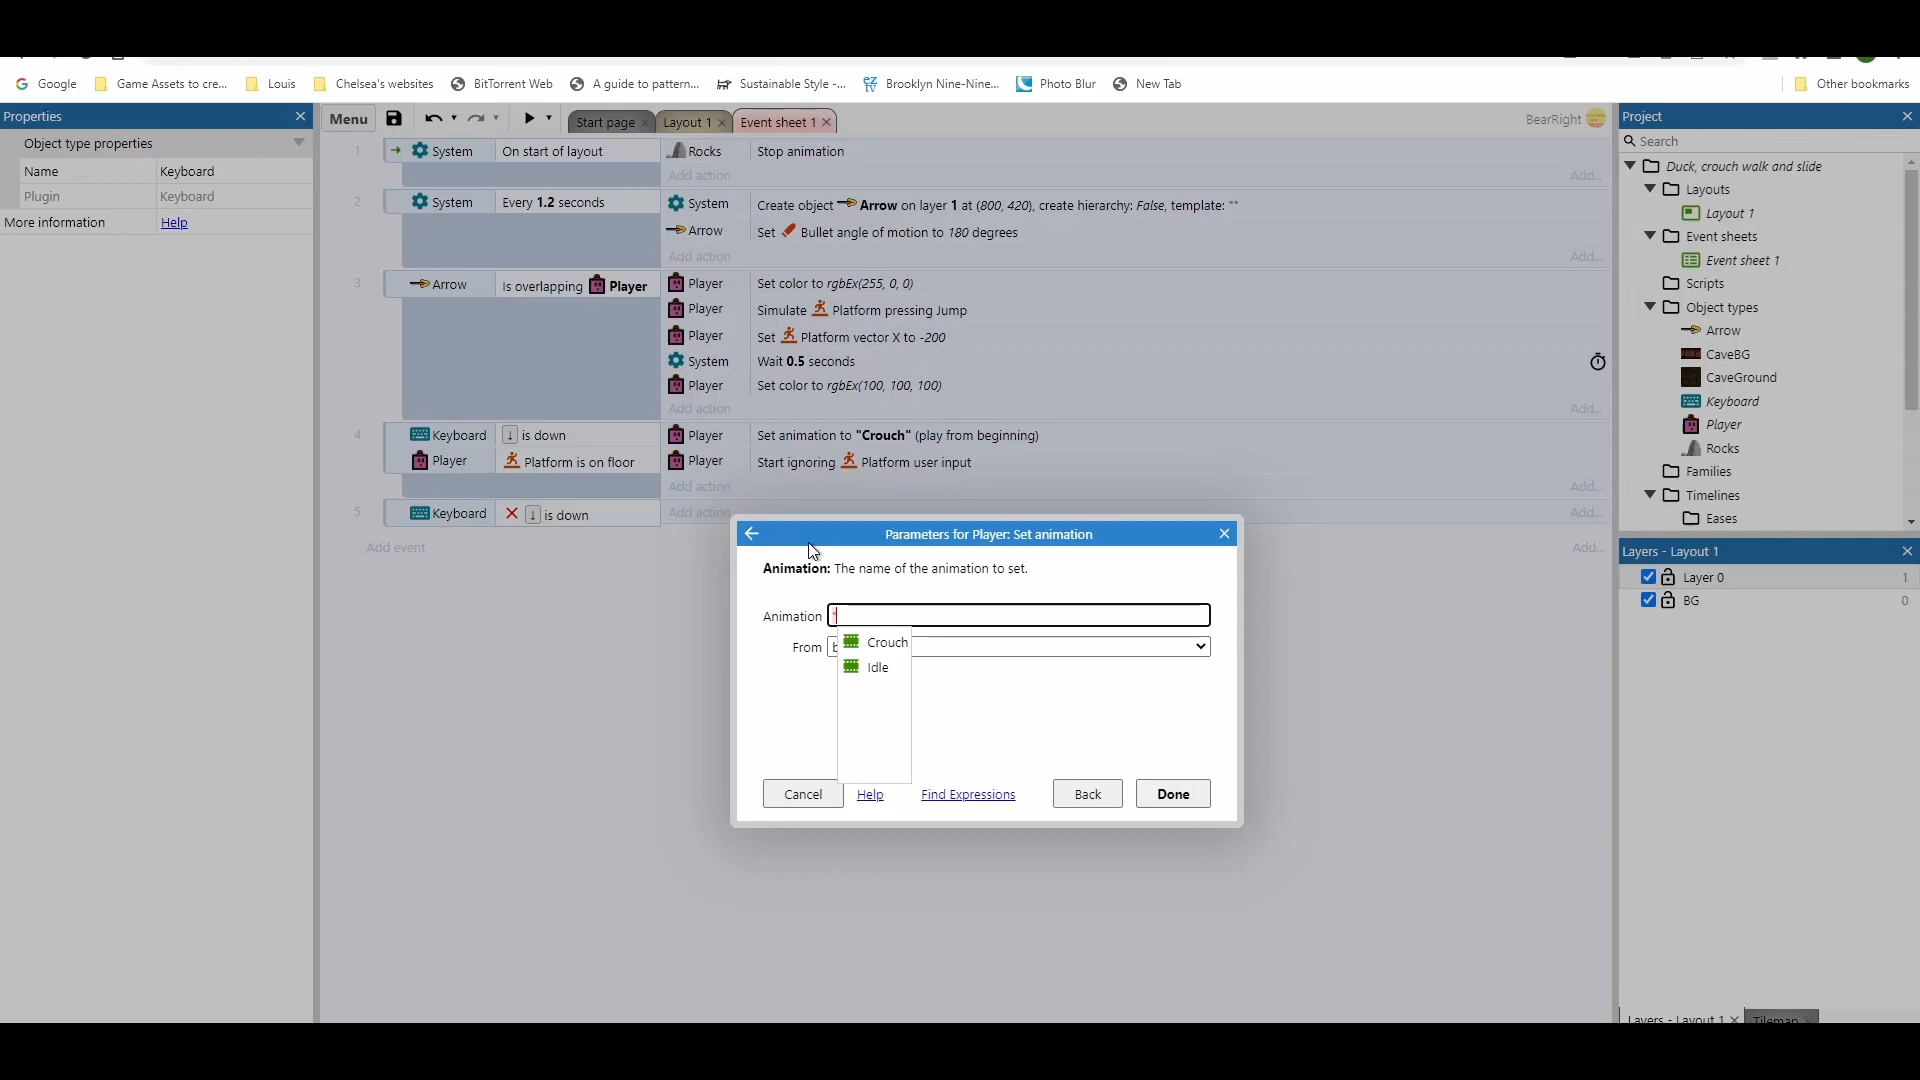 Google Game Assets to cre... Louis Chelsea's websites BitTorrent Web A guide to pattern... Sustainable Style -... Brooklyn Nine-Nine... Photo Blur New Tab Other bookmarks
Properties
Object type properties
Name Keyboard
Plugin Keyboard
More information Help
Menu Start page Layout 1 Event sheet 1 BearRight
1 System On start of layout Rocks Stop animation
Add action Add...
2 System Every 1.2 seconds System Create object Arrow on layer 1 at (800, 420), create hierarchy: False, template: ""
Arrow Set Bullet angle of motion to 180 degrees
Add action Add...
3 Arrow Is overlapping Player Player Set color to rgbEx(255, 0, 0)
Player Simulate Platform pressing Jump
Player Set Platform vector X to -200
System Wait 0.5 seconds
Player Set color to rgbEx(100, 100, 100)
Add action Add...
4 Keyboard ↓ is down Player Set animation to "Crouch" (play from beginning)
Player Platform is on floor Player Start ignoring Platform user input
Add action Add...
5 Keyboard ↓ is down Add action Add...
Add event Add...
Parameters for Player: Set animation
Animation: The name of the animation to set.
Animation
From
Crouch
Idle
Cancel Help Find Expressions Back Done
Project
Search
Duck, crouch walk and slide
Layouts
Layout 1
Event sheets
Event sheet 1
Scripts
Object types
Arrow
CaveBG
CaveGround
Keyboard
Player
Rocks
Families
Timelines
Eases
Layers - Layout 1
Layer 0 1
BG 0
Layers - Layout 1 Tilemap